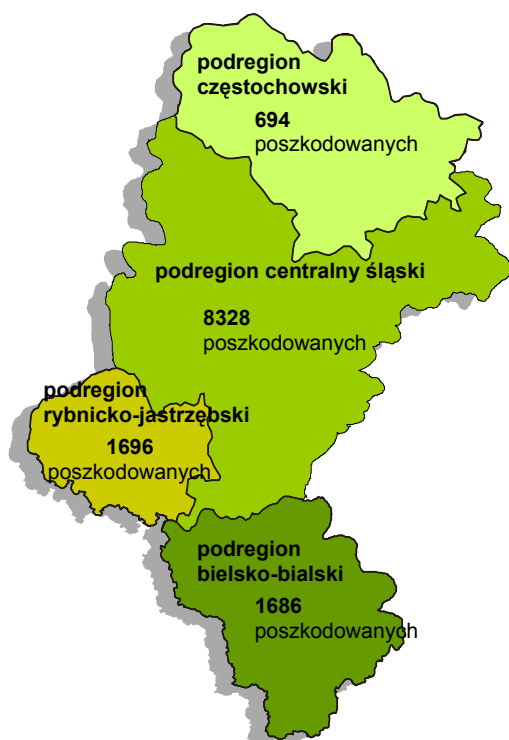 podregion
częstochowski
694
poszkodowanych
podregion centralny śląski
8328
poszkodowanych
podregion
rybnicko-jastrzębski
1696
poszkodowanych
podregion
bielsko-bialski
1686
poszkodowanych